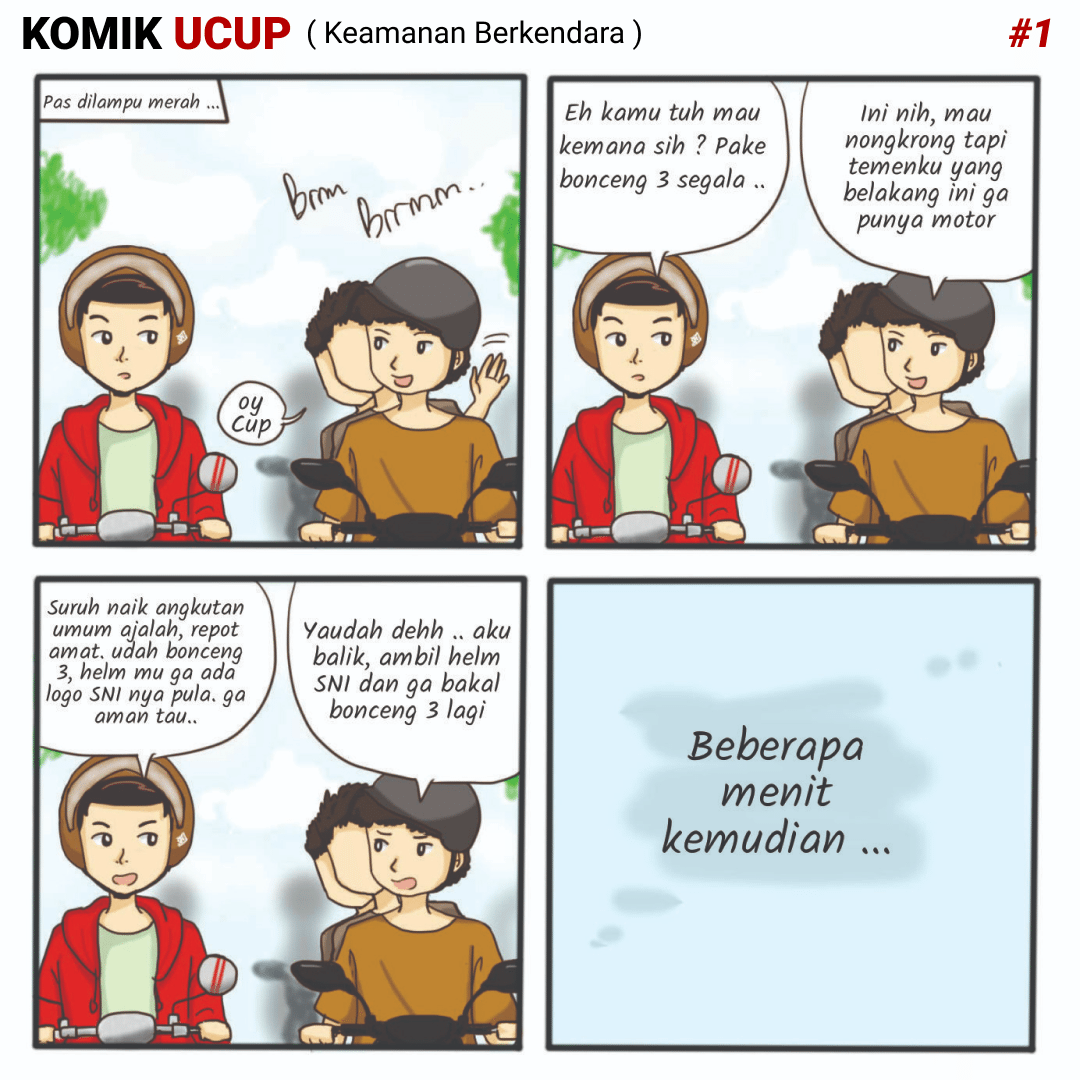 KOMIK UCUP ( Keamanan Berkendara ) #1
Pas dilampu merah ...
Brrm
Brrmm..
oy
Cup
Eh kamu tuh mau
kemana sih ? Pake
bonceng 3 segala ..
Ini nih, mau
nongkrong tapi
temenku yang
belakang ini ga
punya motor
Suruh naik angkutan
umum ajalah, repot
amat. udah bonceng
3, helm mu ga ada
logo SNI nya pula. ga
aman tau..
Yaudah dehh .. aku
balik, ambil helm
SNI dan ga bakal
bonceng 3 lagi
Beberapa
menit
kemudian ...